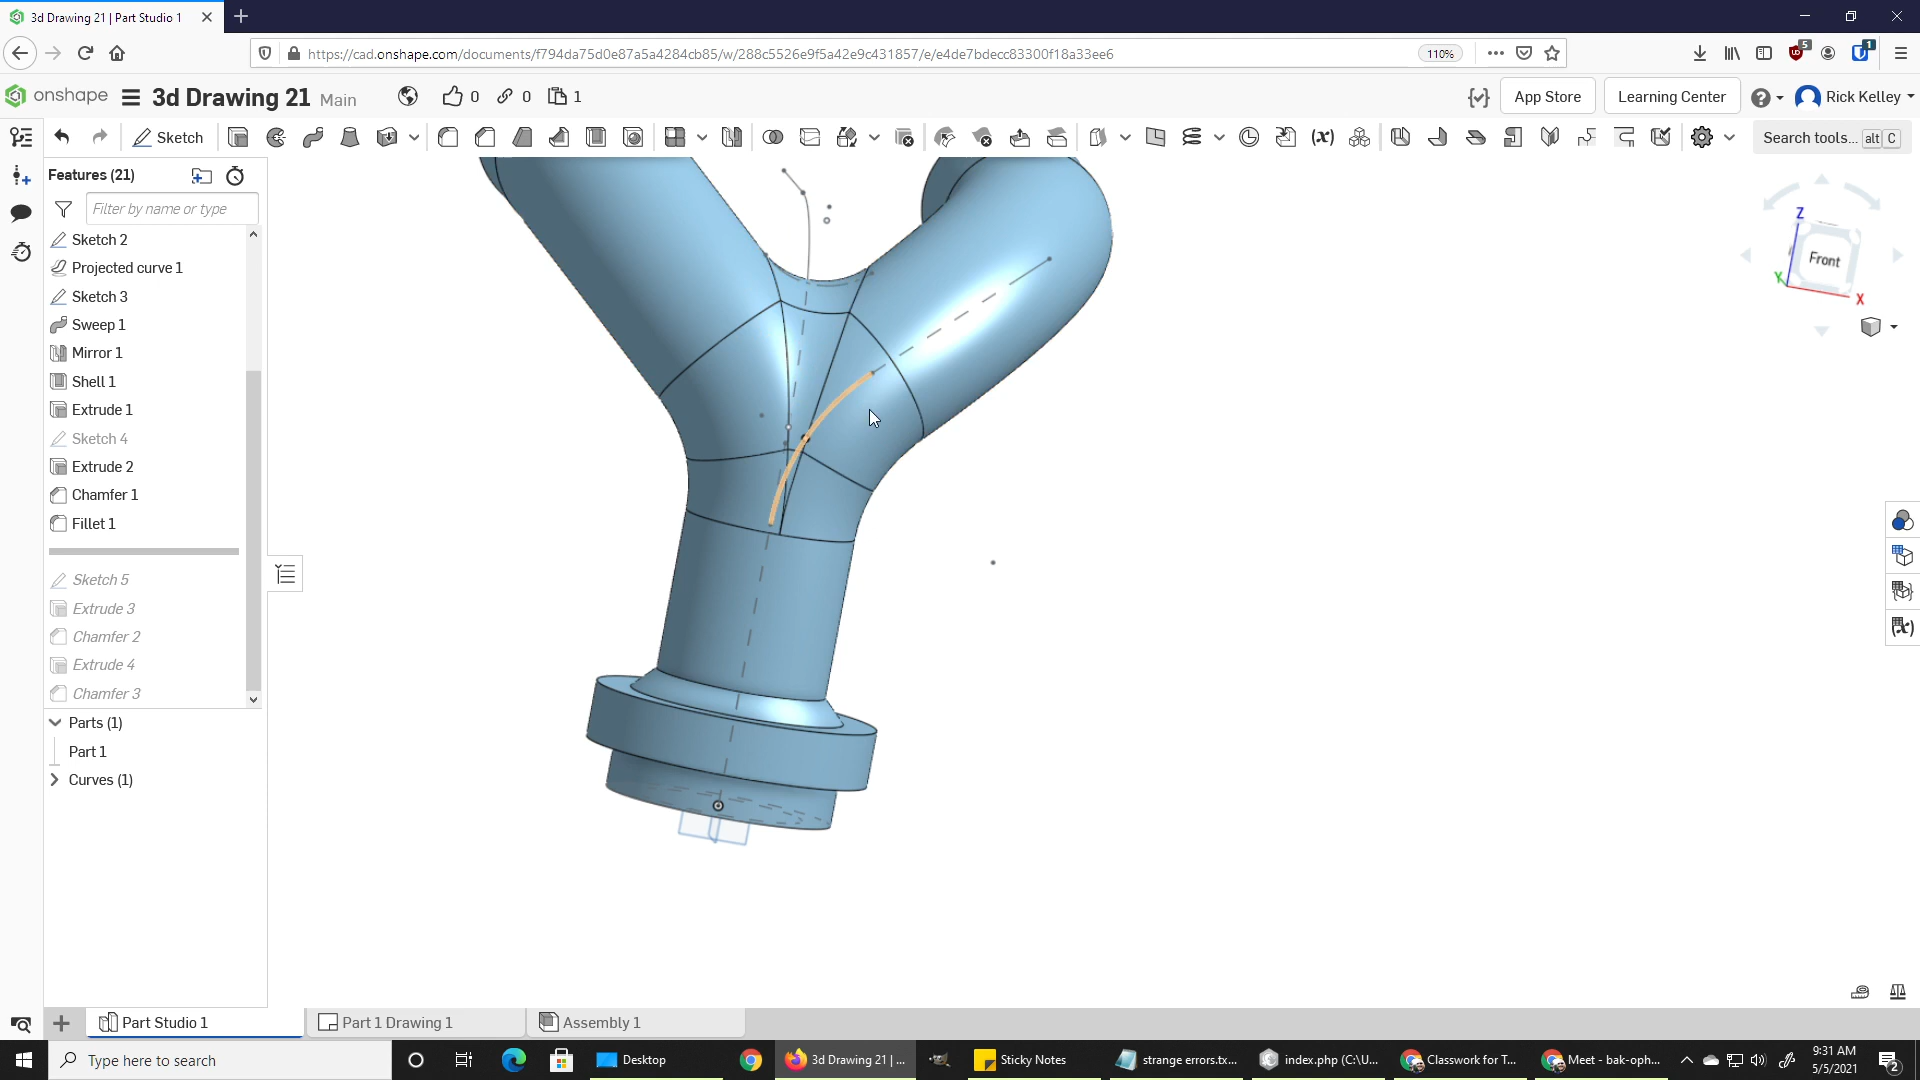 3d Drawing 21 | Part Studio 1
https://cad.onshape.com/documents/f794da75d0e87a5a4284cb85/w/288c5526e9f5a42e9c431857/e/e4de7bdecc83300f18a33ee6
110%
5
1
onshape
3d Drawing 21 Main
0
0
1
App Store
Learning Center
Rick Kelley
Sketch
Search tools... alt C
Features (21)
Filter by name or type
Sketch 2
Projected curve 1
Sketch 3
Sweep 1
Mirror 1
Shell 1
Extrude 1
Sketch 4
Extrude 2
Chamfer 1
Fillet 1
Sketch 5
Extrude 3
Chamfer 2
Extrude 4
Chamfer 3
Parts (1)
Part 1
Curves (1)
Z
Front
Y
X
Part Studio 1
Part 1 Drawing 1
Assembly 1
Type here to search
Desktop
3d Drawing 21 | ...
Sticky Notes
strange errors.tx...
index.php (C:\U...
Classwork for T...
Meet - bak-oph...
9:31 AM
5/5/2021
2